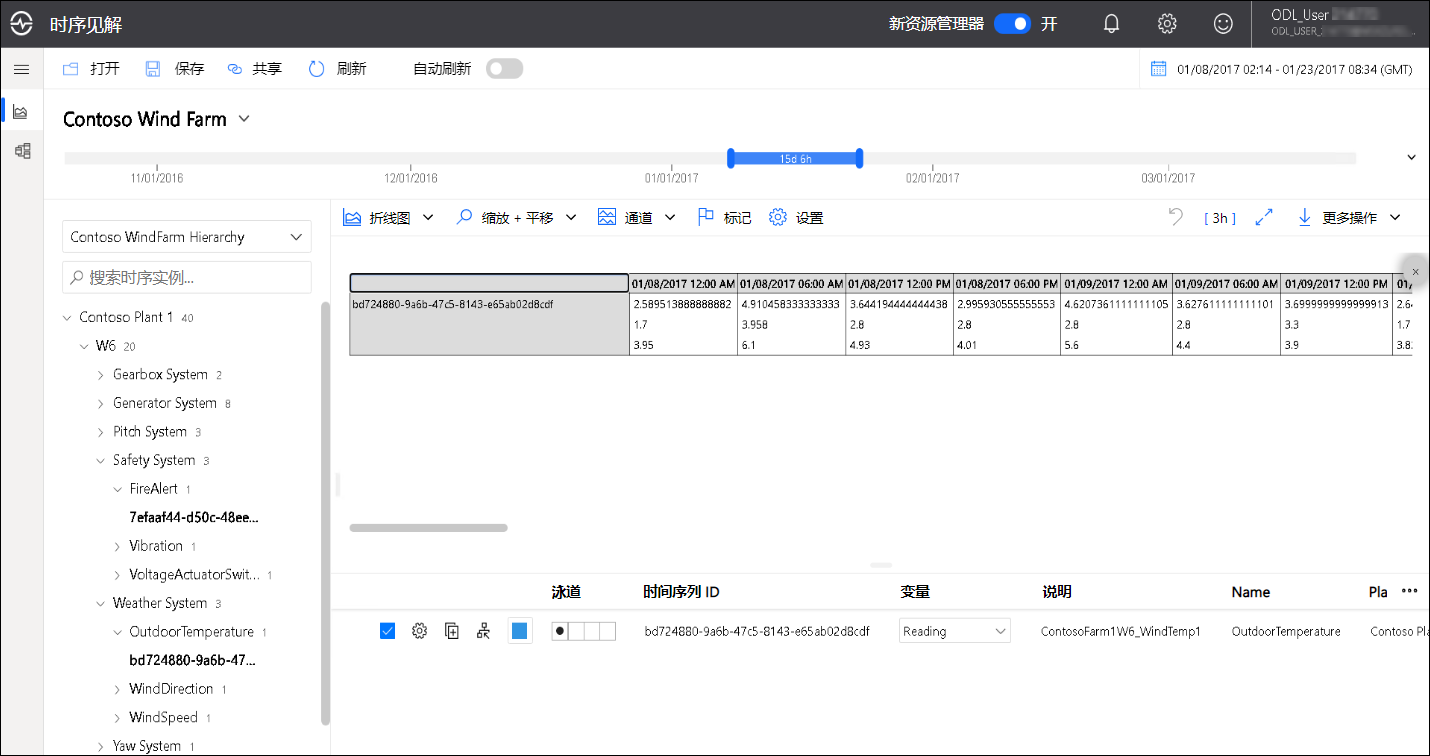 时序见解
新资源管理器 开
ODL_User
ODL_USER_
打开 保存 共享 刷新 自动刷新
01/08/2017 02:14 - 01/23/2017 08:34 (GMT)
Contoso Wind Farm
15d 6h
11/01/2016 12/01/2016 01/01/2017 02/01/2017 03/01/2017
折线图 缩放 + 平移 通道 标记 设置 [ 3h ] 更多操作
Contoso WindFarm Hierarchy
搜索时序实例...
Contoso Plant 1 40
W6 20
Gearbox System 2
Generator System 8
Pitch System 3
Safety System 3
FireAlert 1
7efaaf44-d50c-48ee...
Vibration 1
VoltageActuatorSwit... 1
Weather System 3
OutdoorTemperature 1
bd724880-9a6b-47...
WindDirection 1
WindSpeed 1
Yaw System 1
01/08/2017 12:00 AM 01/08/2017 06:00 AM 01/08/2017 12:00 PM 01/08/2017 06:00 PM 01/09/2017 12:00 AM 01/09/2017 06:00 AM 01/09/2017 12:00 PM 01/
bd724880-9a6b-47c5-8143-e65ab02d8cdf 2.589513888888882 4.910458333333333 3.644194444444438 2.995930555555553 4.6207361111111105 3.627611111111101 3.6999999999999913 2.6
1.7 3.958 2.8 2.8 2.8 2.8 3.3 1.7
3.95 6.1 4.93 4.01 5.6 4.4 3.9 3.8
泳道 时间序列 ID 变量 说明 Name Pla
bd724880-9a6b-47c5-8143-e65ab02d8cdf Reading ContosoFarm1W6_WindTemp1 OutdoorTemperature Contoso Pla